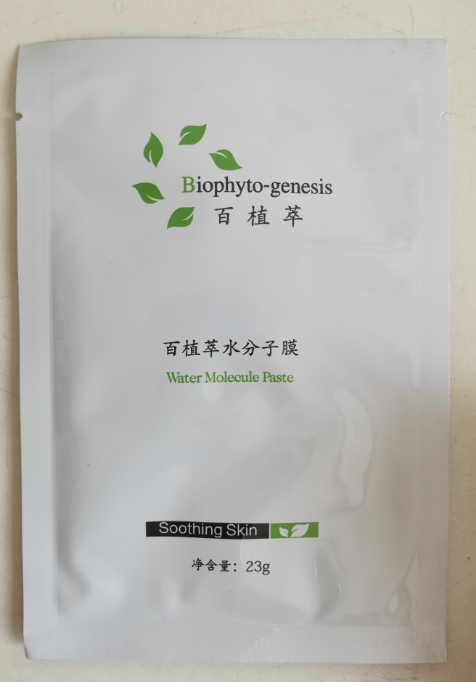 Biophyto-genesis
百植萃
百植萃水分子膜
Water Molecule Paste
Soothing Skin
净含量：23g